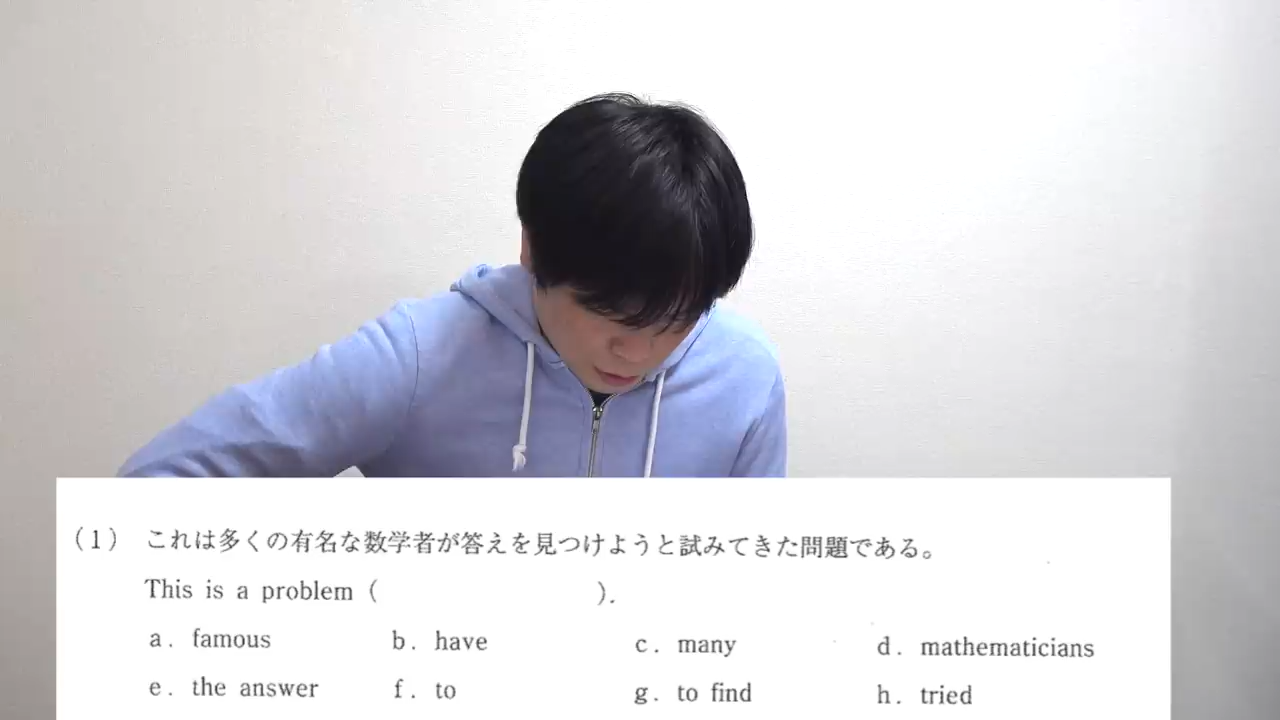 (1) これは多くの有名な数学者が答えを見つけようと試みてきた問題である。
This is a problem ( ).
a. famous b. have c. many d. mathematicians
e. the answer f. to g. to find h. tried